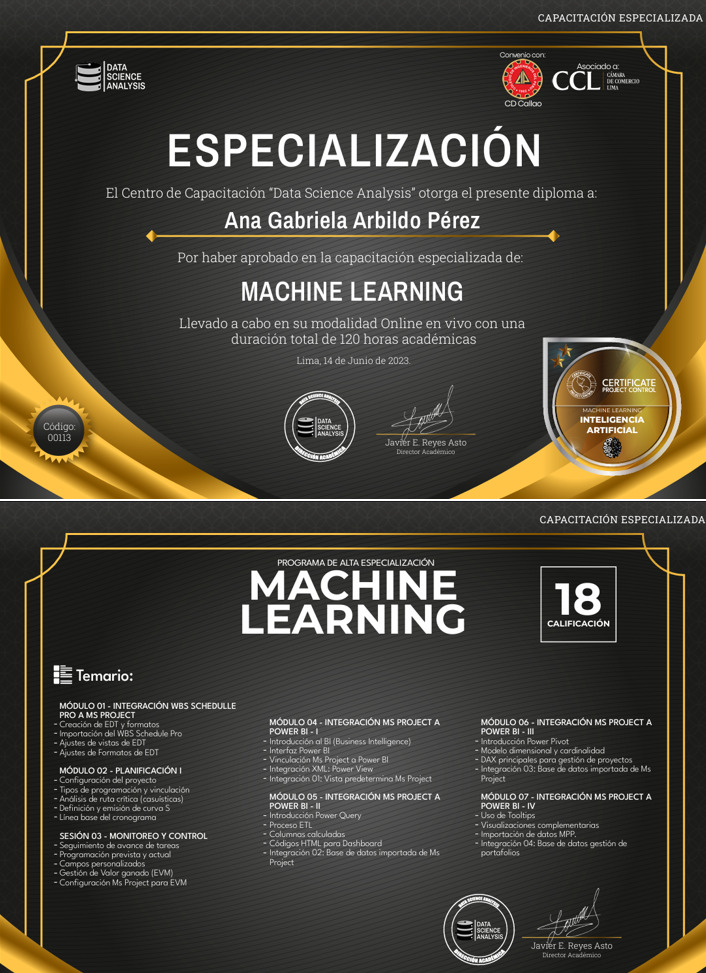 CAPACITACIÓN ESPECIALIZADA
DATA
SCIENCE
ANALYSIS
Convenio con:
CD Callao
Asociado a:
CCL
CÁMARA
DE COMERCIO
LIMA
ESPECIALIZACIÓN
El Centro de Capacitación “Data Science Analysis” otorga el presente diploma a:
Ana Gabriela Arbildo Pérez
Por haber aprobado en la capacitación especializada de:
MACHINE LEARNING
Llevado a cabo en su modalidad Online en vivo con una
duración total de 120 horas académicas
Lima, 14 de Junio de 2023.
Código:
00113
DATA SCIENCE ANALYSIS
DATA
SCIENCE
ANALYSIS
DIRECCIÓN ACADÉMICA
Javier E. Reyes Asto
Director Académico
CERTIFICATE
PROJECT CONTROL
MACHINE LEARNING
INTELIGENCIA
ARTIFICIAL
CAPACITACIÓN ESPECIALIZADA
PROGRAMA DE ALTA ESPECIALIZACIÓN
MACHINE
LEARNING
18
CALIFICACIÓN
Temario:
MÓDULO 01 - INTEGRACIÓN WBS SCHEDULLE
PRO A MS PROJECT
- Creación de EDT y formatos
- Importación del WBS Schedule Pro
- Ajustes de vistas de EDT
- Ajustes de Formatos de EDT
MÓDULO 02 - PLANIFICACIÓN I
- Configuración del proyecto
- Tipos de programación y vinculación
- Análisis de ruta crítica (casuísticas)
- Definición y emisión de curva S
- Línea base del cronograma
SESIÓN 03 - MONITOREO Y CONTROL
- Seguimiento de avance de tareas
- Programación prevista y actual
- Campos personalizados
- Gestión de Valor ganado (EVM)
- Configuración Ms Project para EVM
MÓDULO 04 - INTEGRACIÓN MS PROJECT A
POWER BI - I
- Introducción al BI (Business Intelligence)
- Interfaz Power BI
- Vinculación Ms Project a Power BI
- Integración XML: Power View
- Integración 01: Vista predetermina Ms Project
MÓDULO 05 - INTEGRACIÓN MS PROJECT A
POWER BI - II
- Introducción Power Query
- Proceso ETL
- Columnas calculadas
- Códigos HTML para Dashboard
- Integración 02: Base de datos importada de Ms
Project
MÓDULO 06 - INTEGRACIÓN MS PROJECT A
POWER BI - III
- Introducción Power Pivot
- Modelo dimensional y cardinalidad
- DAX principales para gestión de proyectos
- Integración 03: Base de datos importada de Ms
Project
MÓDULO 07 - INTEGRACIÓN MS PROJECT A
POWER BI - IV
- Uso de Tooltips
- Visualizaciones complementarias
- Importación de datos MPP.
- Integración 04: Base de datos gestión de
portafolios
DATA SCIENCE ANALYSIS
DATA
SCIENCE
ANALYSIS
DIRECCIÓN ACADÉMICA
Javier E. Reyes Asto
Director Académico